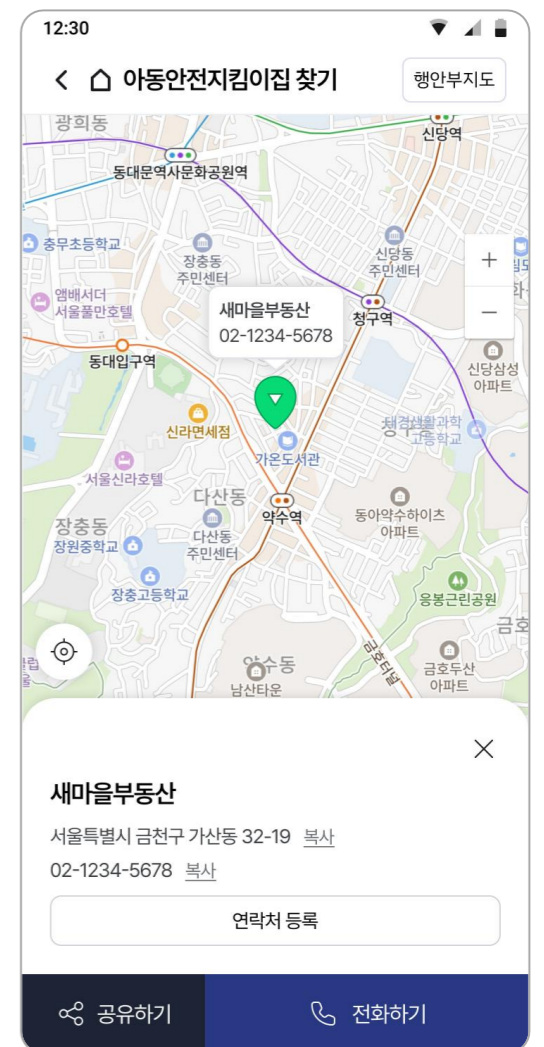 12:30
아동안전지킴이집 찾기
행안부지도
광희동
신당역
동대문역사문화공원역
충무초등학교
장충동
주민센터
신당동
주민센터
앰배서더
서울풀만호텔
새마을부동산
02-1234-5678
청구역
동대입구역
신당삼성
아파트
신라면세점
가온도서관
서울신라호텔
다산동
약수역
동아약수하이츠
아파트
장충동
장원중학교
다산동
주민센터
장충고등학교
응봉근린공원
금호
약수동
남산타운
금호터널
금호두산
아파트
새마을부동산
서울특별시 금천구 가산동 32-19 복사
02-1234-5678 복사
연락처 등록
공유하기
전화하기